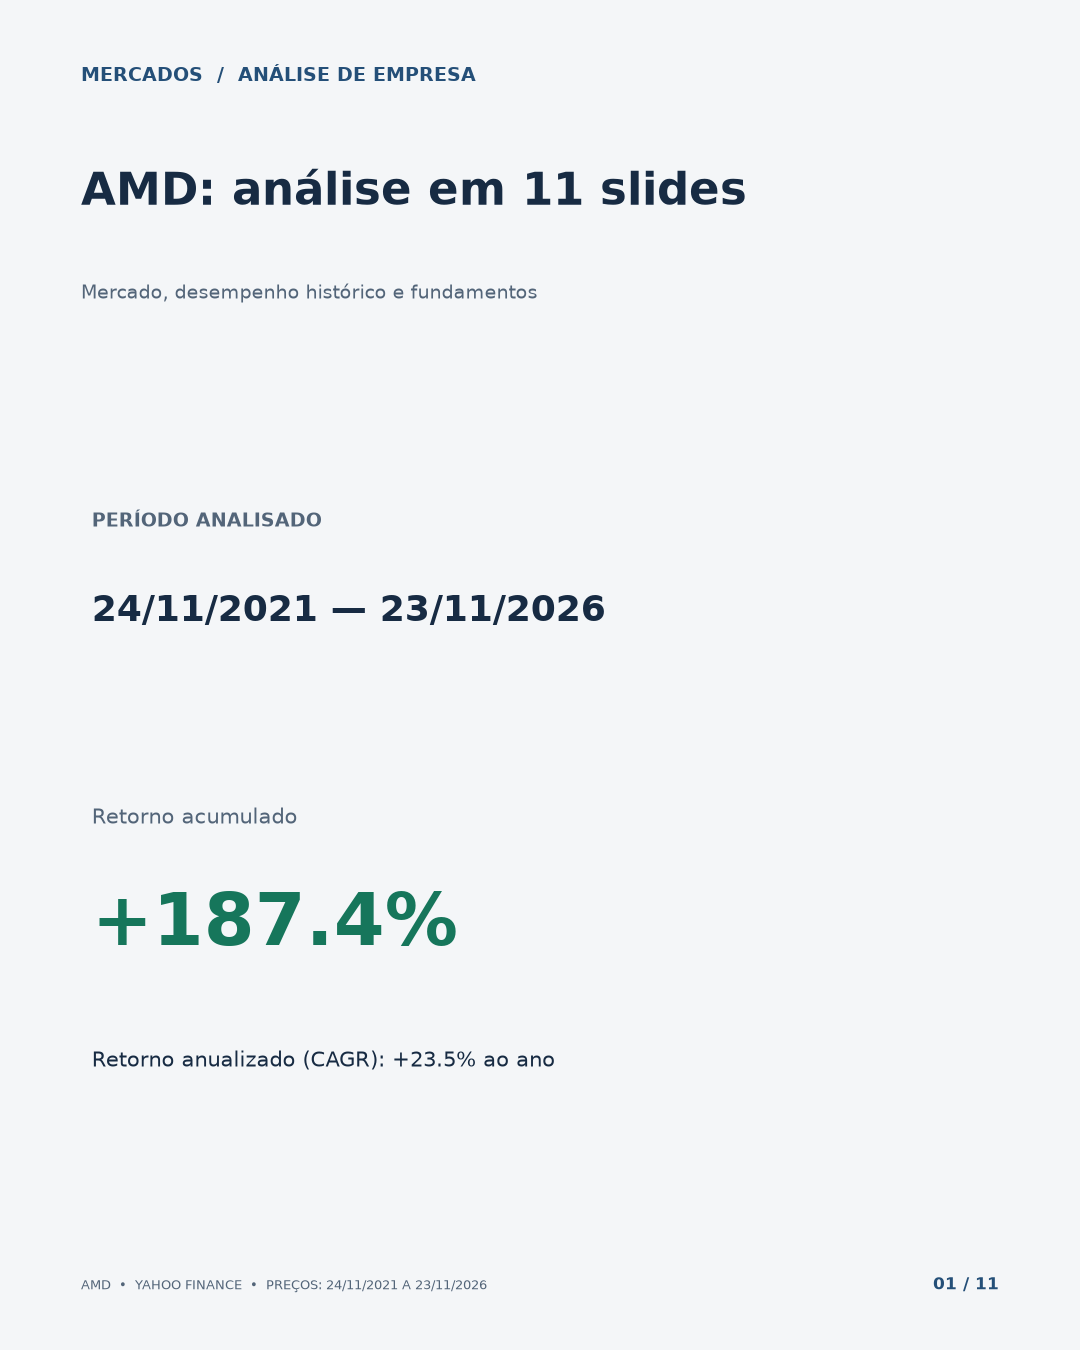 MERCADOS / ANÁLISE DE EMPRESA
AMD: análise em 11 slides
Mercado, desempenho histórico e fundamentos
PERÍODO ANALISADO
24/11/2021 — 23/11/2026
Retorno acumulado
+187.4%
Retorno anualizado (CAGR): +23.5% ao ano
AMD • YAHOO FINANCE • PREÇOS: 24/11/2021 A 23/11/2026
01 / 11